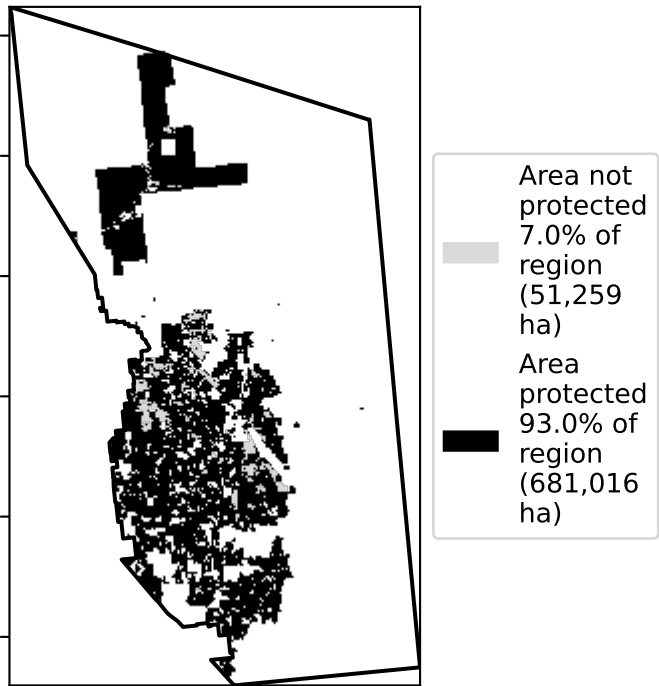 Area not
protected
7.0% of
region
(51,259
ha)
Area
protected
93.0% of
region
(681,016
ha)